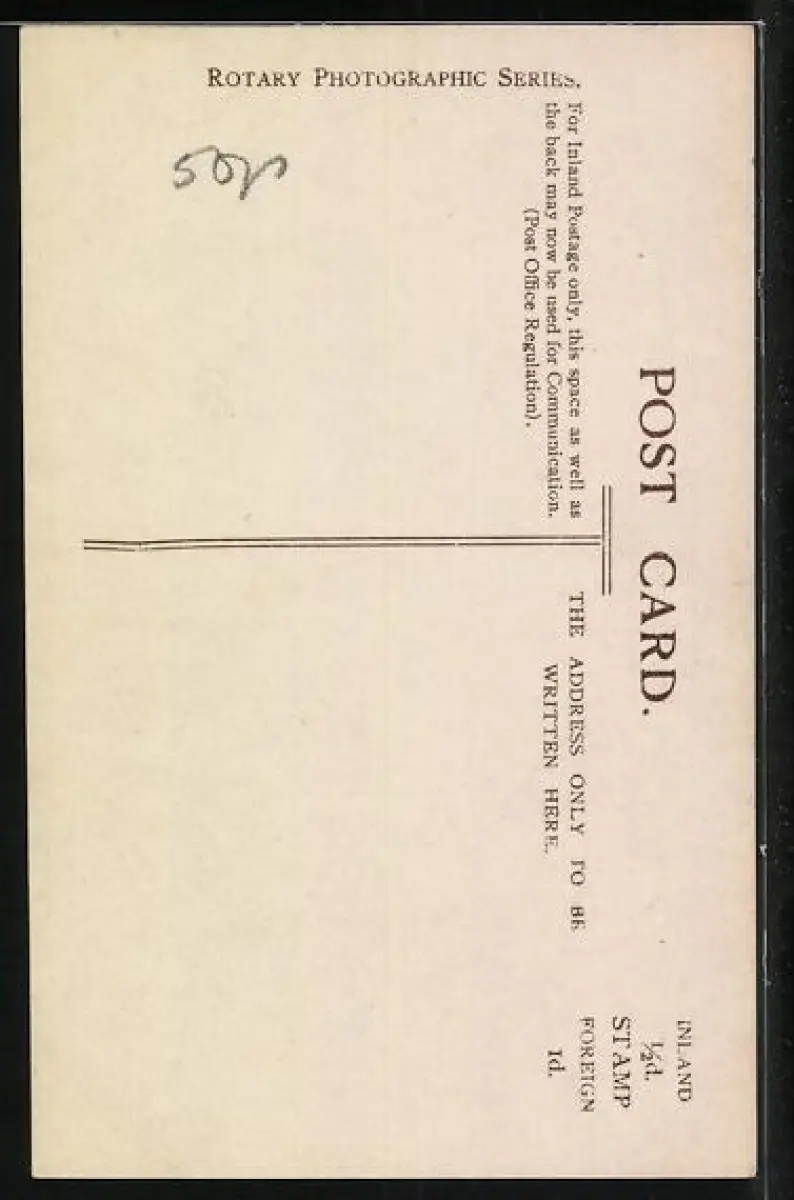 ROTARY PHOTOGRAPHIC SERIES.
50p
POST CARD.
For Inland Postage only, this space as well as
the back may now be used for Communication.
(Post Office Regulation).
THE ADDRESS ONLY TO BE
WRITTEN HERE.
INLAND
½d.
STAMP
FOREIGN
1d.